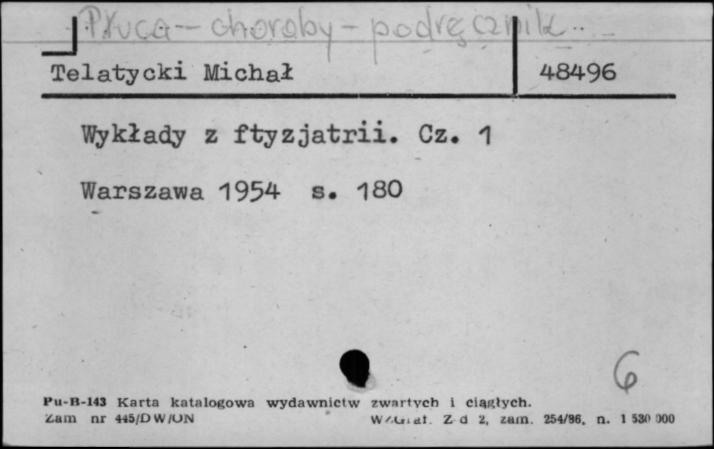 Płuca - choroby - podręcznik
Telatycki Michał 48496
Wykłady z ftyzjatrii. Cz. 1
Warszawa 1954 s. 180
6
Pu-B-143 Karta katalogowa wydawnictw zwartych i ciągłych.
Zam nr 445/DW/ON WZGraf. Z-d 2, zam. 254/86, n. 1 530 000